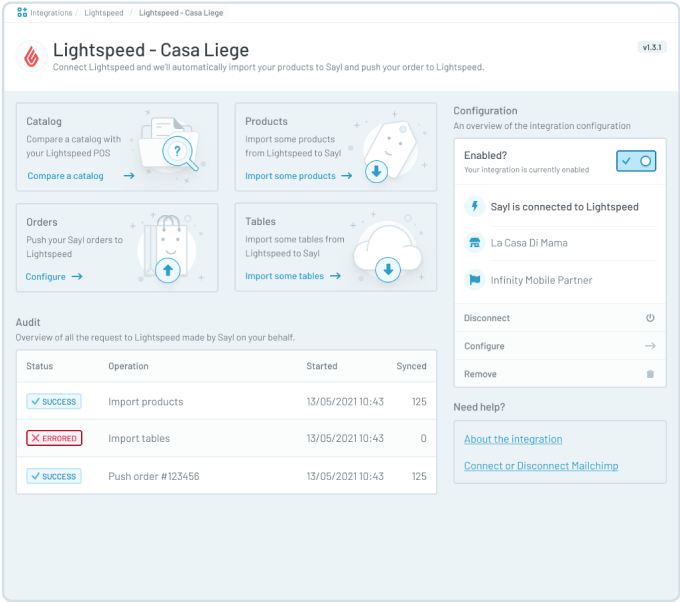 Integrations / Lightspeed / Lightspeed - Casa Liege
Lightspeed - Casa Liege
v1.3.1
Connect Lightspeed and we'll automatically import your products to Sayl and push your order to Lightspeed.
Catalog
Compare a catalog with
your Lightspeed POS
Compare a catalog
?
Products
Import some products
from Lightspeed to Sayl
Import some products
Orders
Push your Sayl orders to
Lightspeed
Configure
Tables
Import some tables from
Lightspeed to Sayl
Import some tables
Audit
Overview of all the request to Lightspeed made by Sayl on your behalf.
Status Operation Started Synced
SUCCESS Import products 13/05/2021 10:43 125
ERRORED Import tables 13/05/2021 10:43 0
SUCCESS Push order #123456 13/05/2021 10:43 125
Configuration
An overview of the integration configuration
Enabled?
Your integration is currently enabled
Sayl is connected to Lightspeed
La Casa Di Mama
Infinity Mobile Partner
Disconnect
Configure
Remove
Need help?
About the integration
Connect or Disconnect Mailchimp